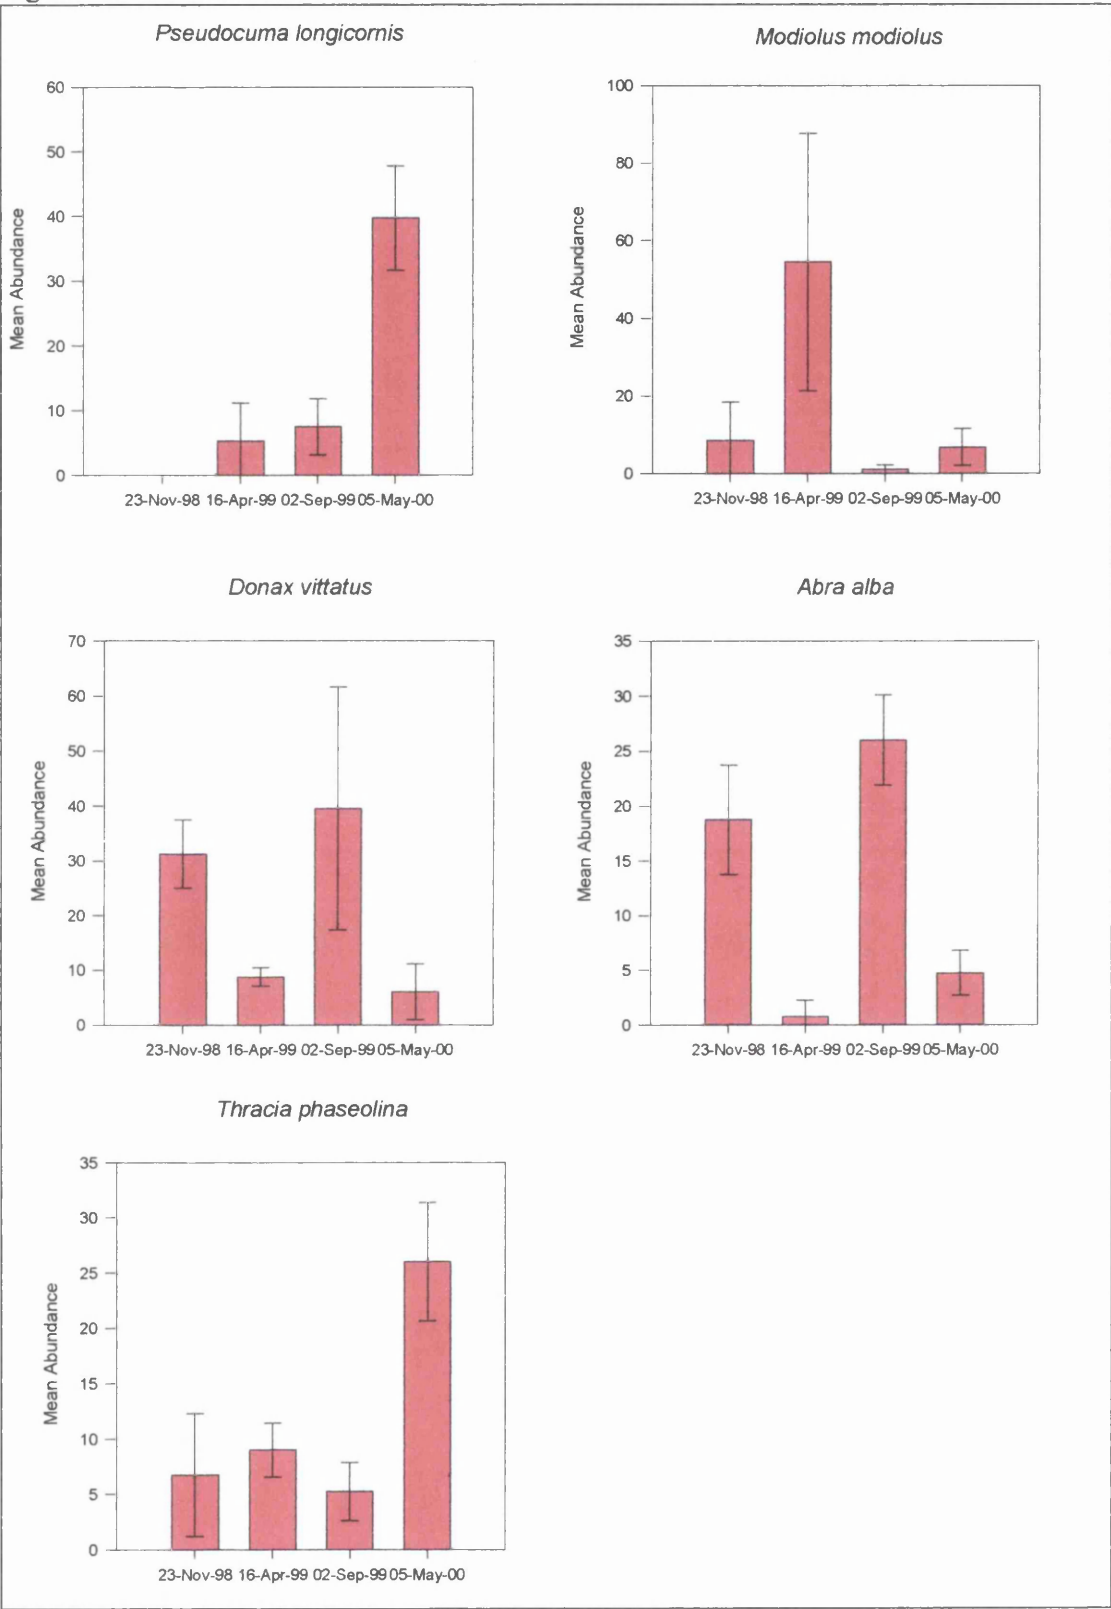 Pseudocuma longicornis
60
50
40
30
20
10
0
Mean Abundance
23-Nov-98 16-Apr-99 02-Sep-99 05-May-00
Modiolus modiolus
100
80
60
40
20
0
Mean Abundance
23-Nov-98 16-Apr-99 02-Sep-99 05-May-00
Donax vittatus
70
60
50
40
30
20
10
0
Mean Abundance
23-Nov-98 16-Apr-99 02-Sep-99 05-May-00
Abra alba
35
30
25
20
15
10
5
0
Mean Abundance
23-Nov-98 16-Apr-99 02-Sep-99 05-May-00
Thracia phaseolina
35
30
25
20
15
10
5
0
Mean Abundance
23-Nov-98 16-Apr-99 02-Sep-99 05-May-00